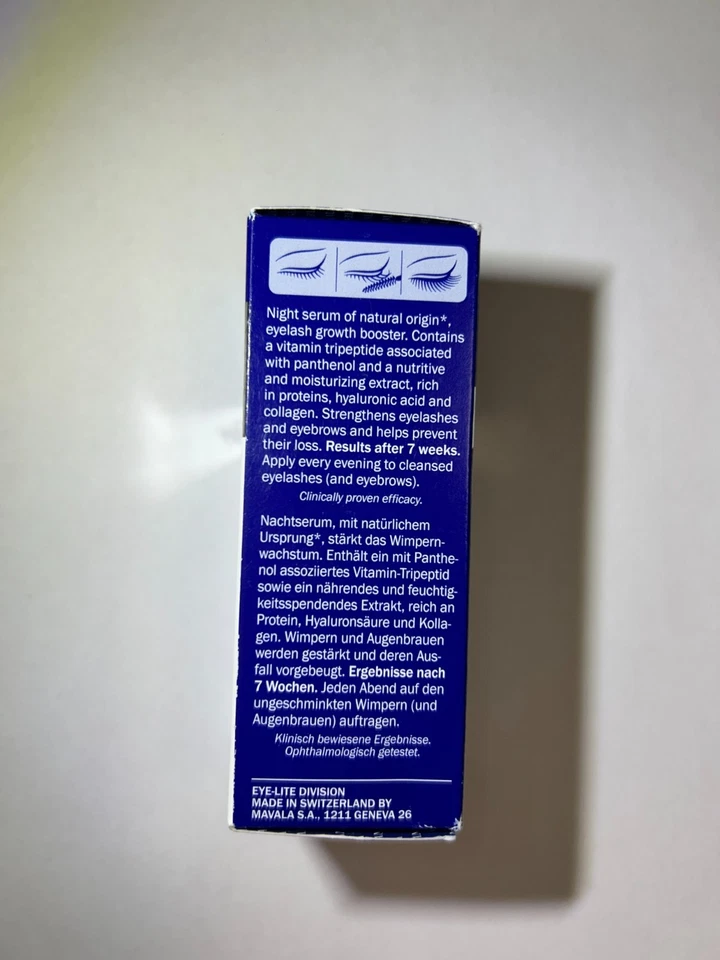 Night serum of natural origin*,
eyelash growth booster. Contains
a vitamin tripeptide associated
with panthenol and a nutritive
and moisturizing extract, rich
in proteins, hyaluronic acid and
collagen. Strengthens eyelashes
and eyebrows and helps prevent
their loss. Results after 7 weeks.
Apply every evening to cleansed
eyelashes (and eyebrows).
Clinically proven efficacy.
Nachtserum, mit natürlichem
Ursprung*, stärkt das Wimpern-
wachstum. Enthält ein mit Panthe-
nol assoziiertes Vitamin-Tripeptid
sowie ein nährendes und feuchtig-
keitsspendendes Extrakt, reich an
Protein, Hyaluronsäure und Kolla-
gen. Wimpern und Augenbrauen
werden gestärkt und deren Aus-
fall vorgebeugt. Ergebnisse nach
7 Wochen. Jeden Abend auf den
ungeschminkten Wimpern (und
Augenbrauen) auftragen.
Klinisch bewiesene Ergebnisse.
Ophthalmologisch getestet.
EYE-LITE DIVISION
MADE IN SWITZERLAND BY
MAVALA S.A., 1211 GENEVA 26